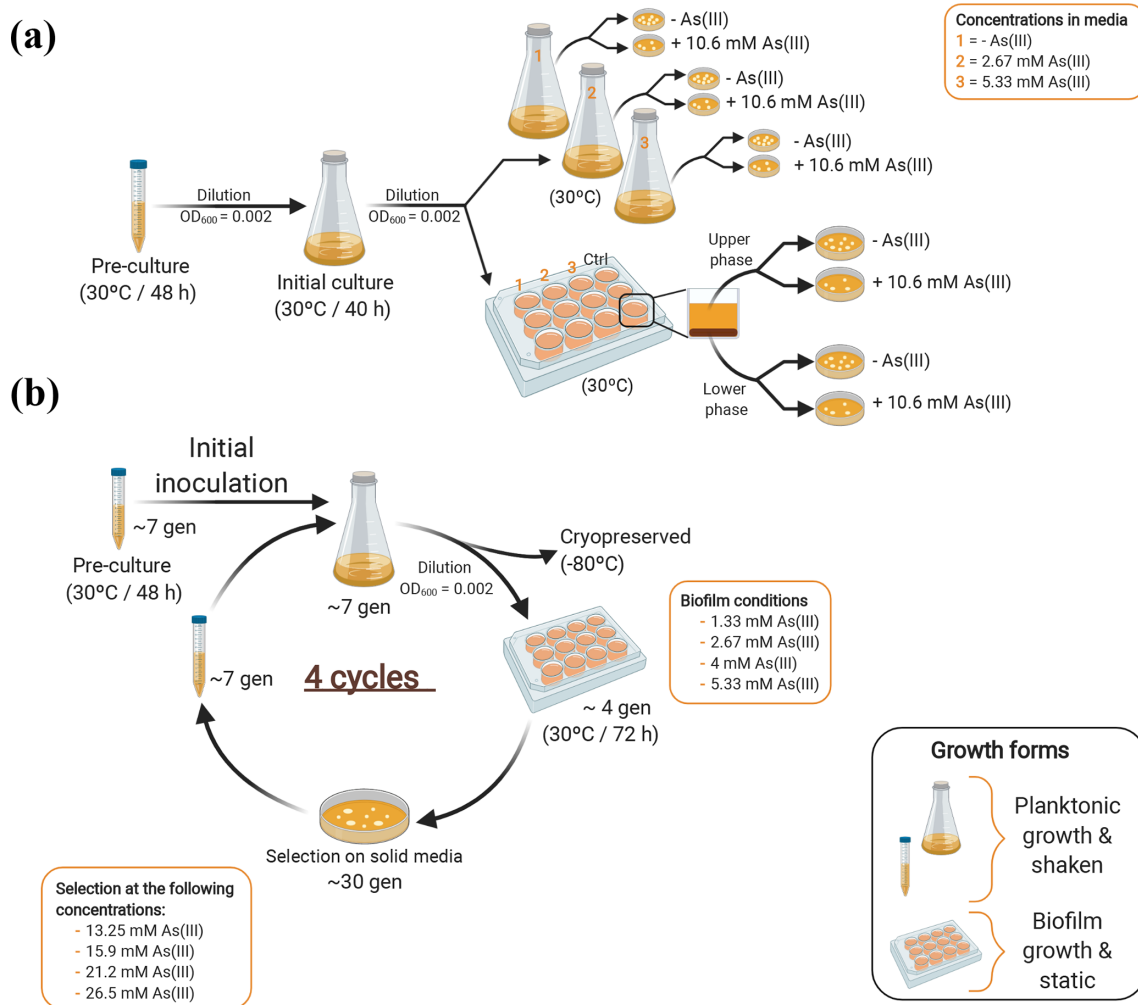 (a)
- As(III)
+ 10.6 mM As(III)
1
- As(III)
+ 10.6 mM As(III)
2
- As(III)
+ 10.6 mM As(III)
3
(30ºC)
Concentrations in media
1 = - As(III)
2 = 2.67 mM As(III)
3 = 5.33 mM As(III)
Dilution
OD600 = 0.002
Dilution
OD600 = 0.002
Pre-culture
(30ºC / 48 h)
Initial culture
(30ºC / 40 h)
1 2 3 Ctrl
(30ºC)
Upper
phase
- As(III)
+ 10.6 mM As(III)
Lower
phase
- As(III)
+ 10.6 mM As(III)
(b)
Initial
inoculation
~7 gen
Pre-culture
(30ºC / 48 h)
~7 gen
Dilution
OD600 = 0.002
Cryopreserved
(-80ºC)
Biofilm conditions
- 1.33 mM As(III)
- 2.67 mM As(III)
- 4 mM As(III)
- 5.33 mM As(III)
~7 gen
4 cycles
~ 4 gen
(30ºC / 72 h)
Selection on solid media
~30 gen
Selection at the following
concentrations:
- 13.25 mM As(III)
- 15.9 mM As(III)
- 21.2 mM As(III)
- 26.5 mM As(III)
Growth forms
Planktonic
growth &
shaken
Biofilm
growth &
static